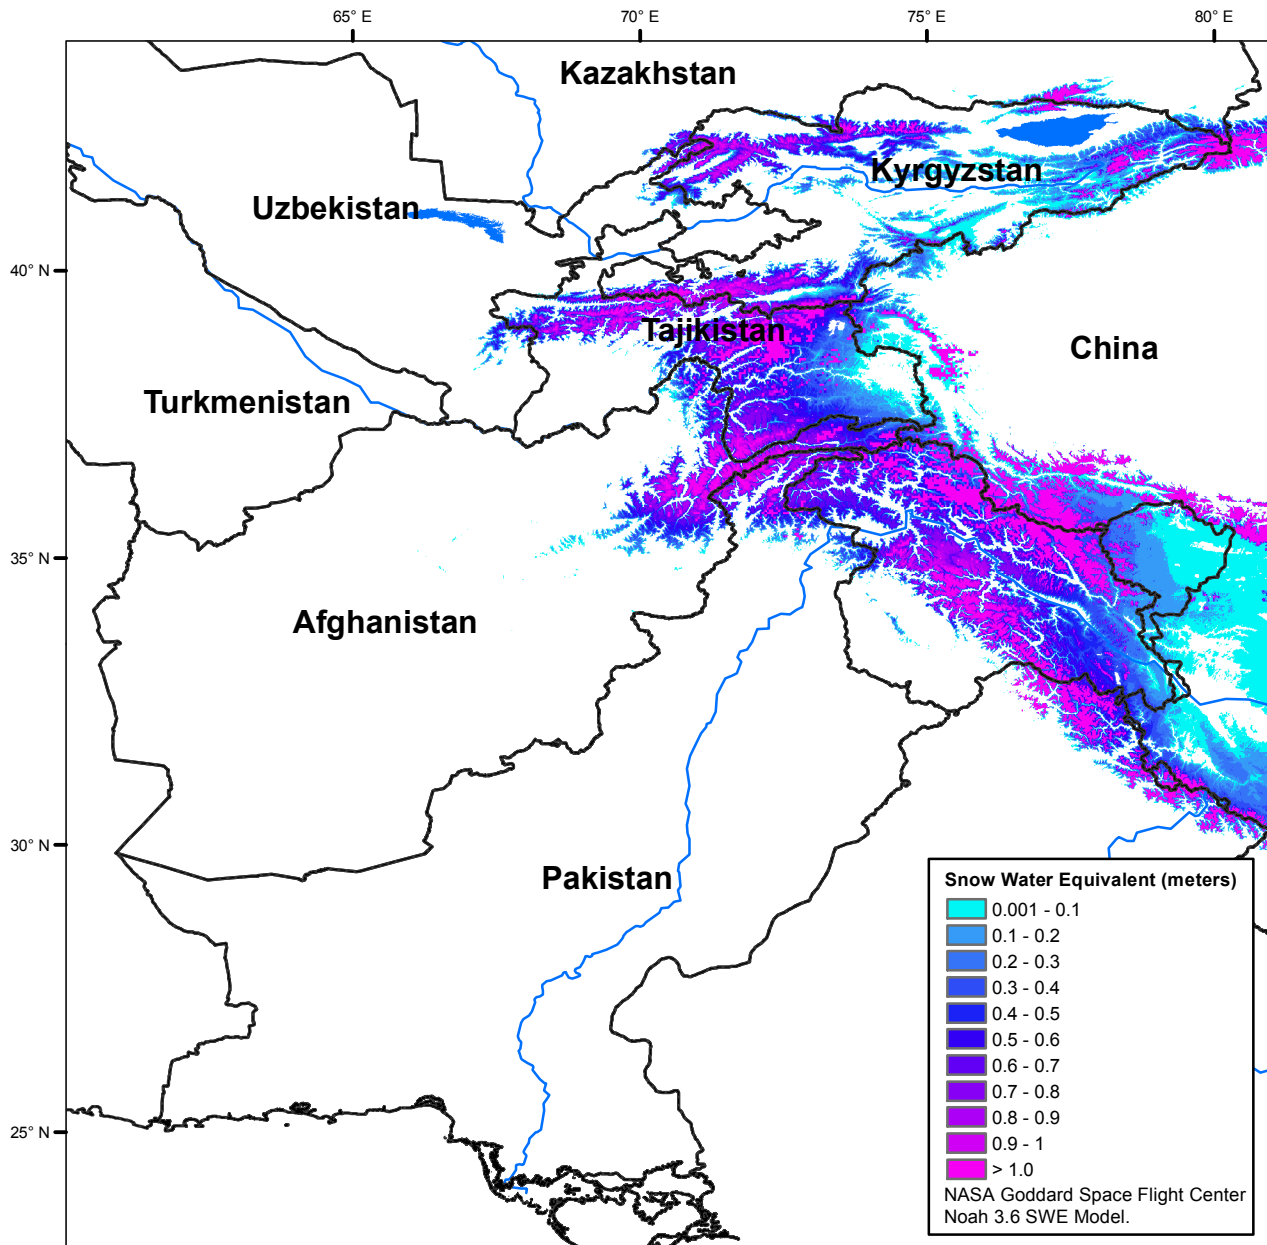 65° E
70° E
75° E
80° E
Kazakhstan
Kyrgyzstan
Uzbekistan
40° N
Tajikistan
China
Turkmenistan
35° N
Afghanistan
30° N
Pakistan
Snow Water Equivalent (meters)
0.001 - 0.1
0.1 - 0.2
0.2 - 0.3
0.3 - 0.4
0.4 - 0.5
0.5 - 0.6
0.6 - 0.7
0.7 - 0.8
0.8 - 0.9
0.9 - 1
> 1.0
NASA Goddard Space Flight Center
Noah 3.6 SWE Model.
25° N